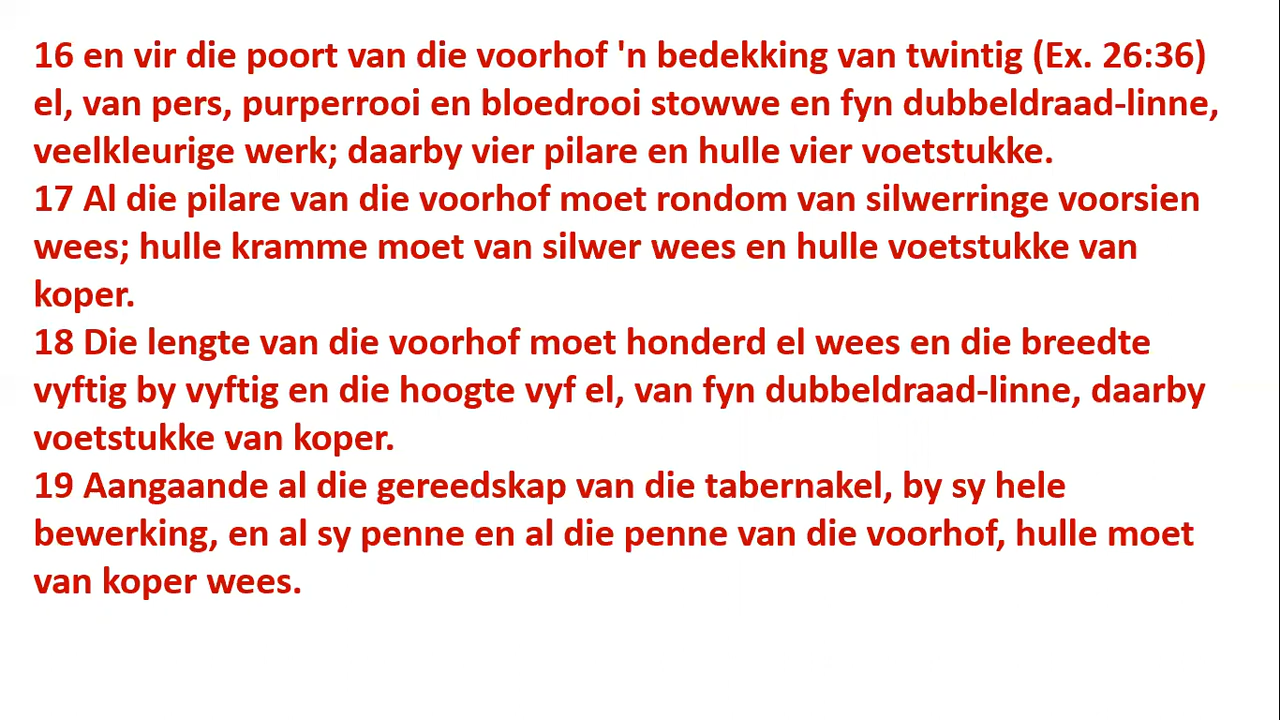 16 en vir die poort van die voorhof 'n bedekking van twintig (Ex. 26:36)
el, van pers, purperrooi en bloedrooi stowwe en fyn dubbeldraad-linne,
veelkleurige werk; daarby vier pilare en hulle vier voetstukke.
17 Al die pilare van die voorhof moet rondom van silwerringe voorsien
wees; hulle kramme moet van silwer wees en hulle voetstukke van
koper.
18 Die lengte van die voorhof moet honderd el wees en die breedte
vyftig by vyftig en die hoogte vyf el, van fyn dubbeldraad-linne, daarby
voetstukke van koper.
19 Aangaande al die gereedskap van die tabernakel, by sy hele
bewerking, en al sy penne en al die penne van die voorhof, hulle moet
van koper wees.